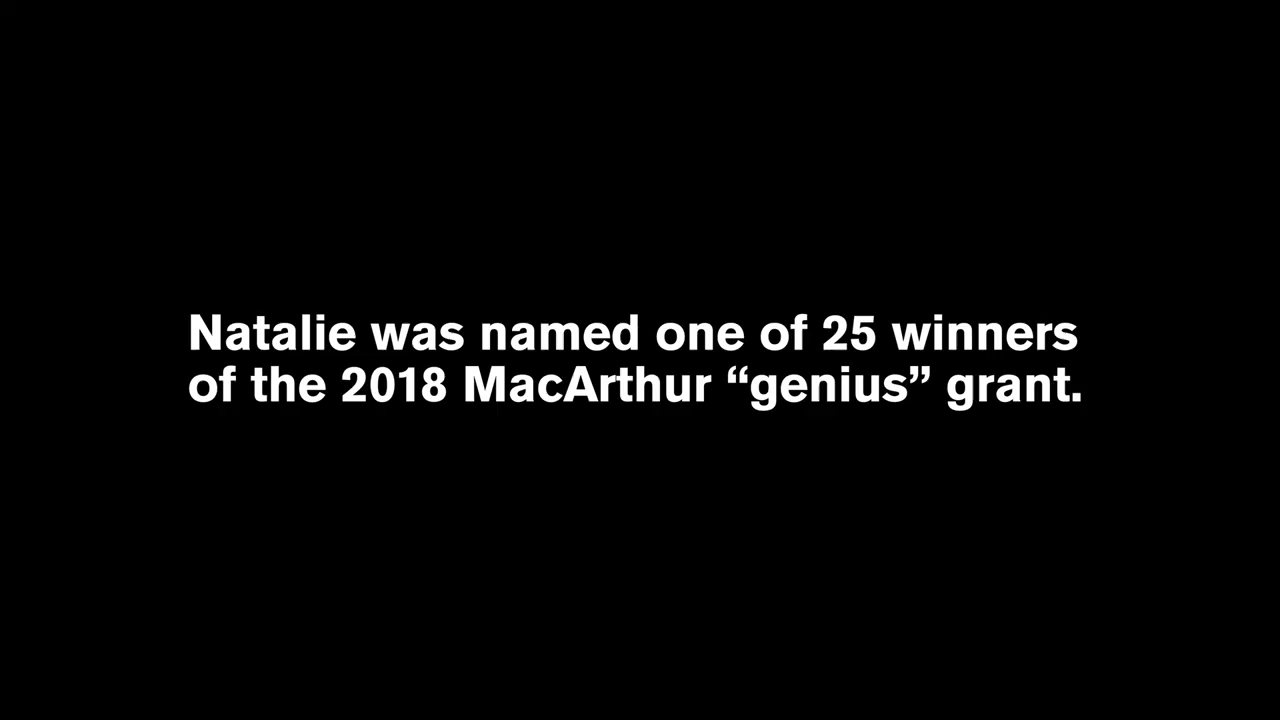 Natalie was named one of 25 winners
of the 2018 MacArthur “genius” grant.